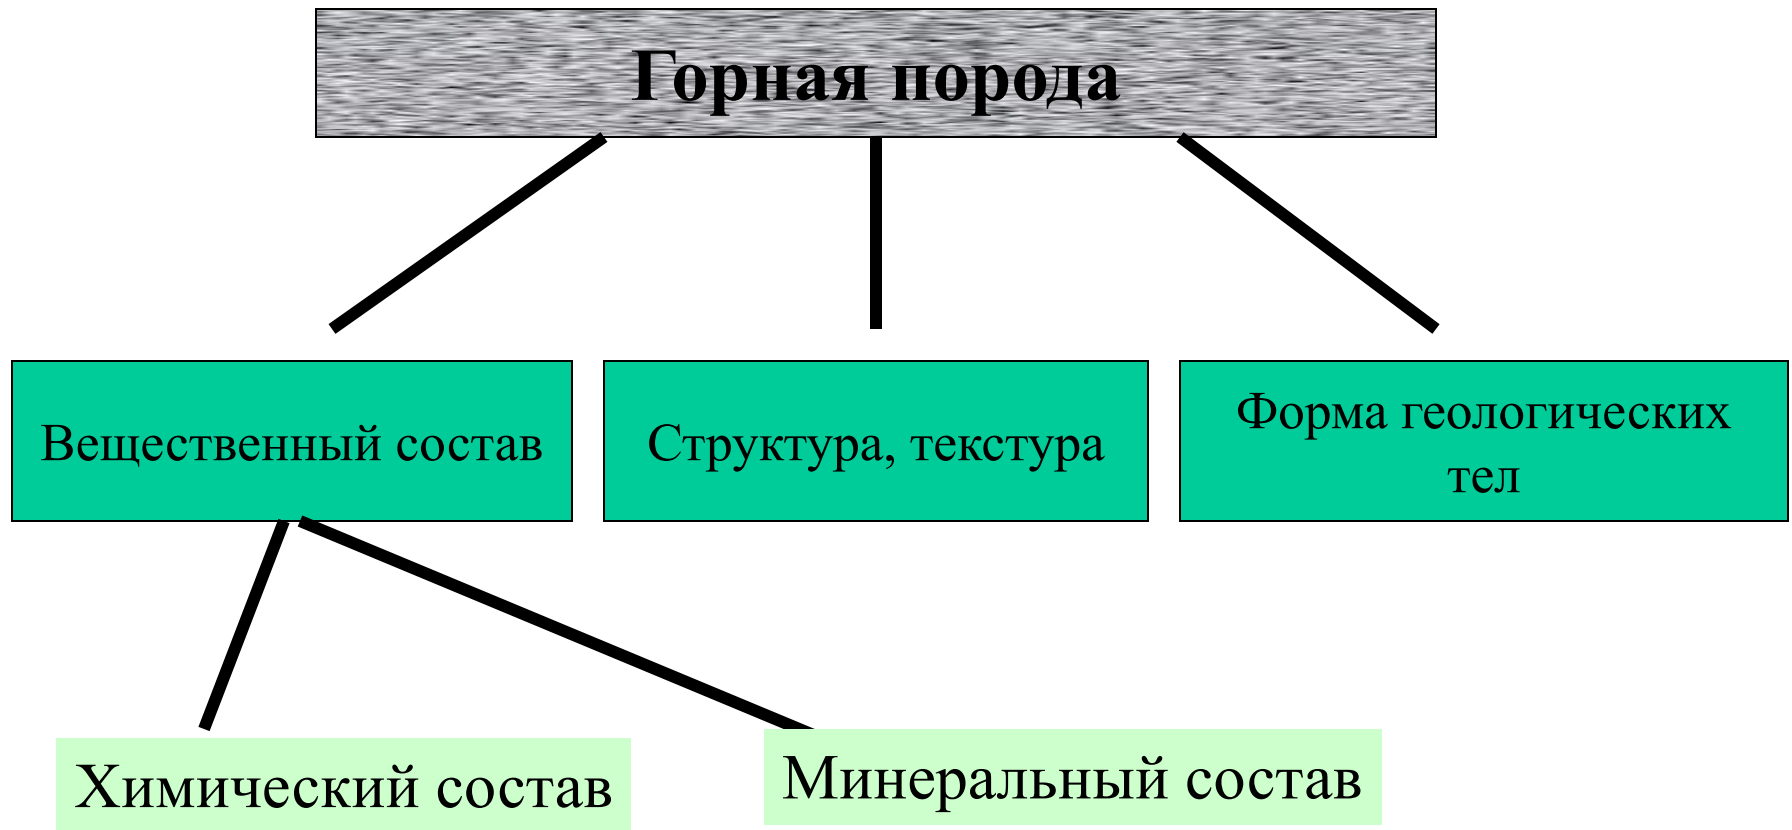 Горная порода
Вещественный состав
Структура, текстура
Форма геологических
тел
Химический состав
Минеральный состав